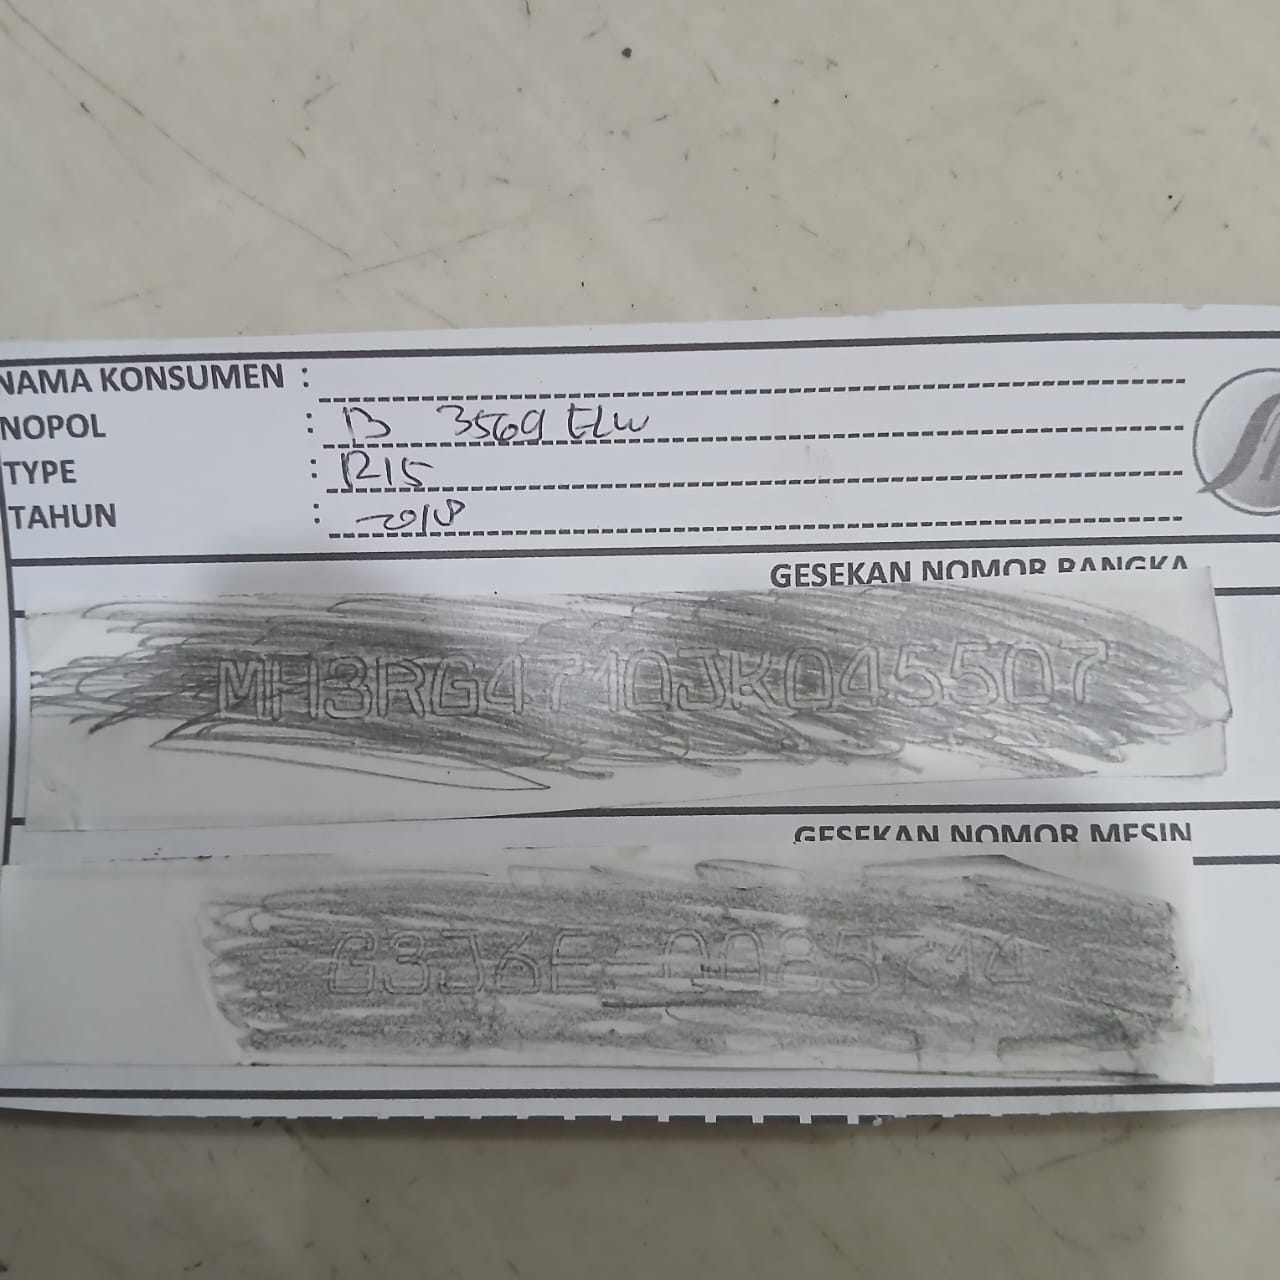 NAMA KONSUMEN :
NOPOL : B 3569 ELW
TYPE : R15
TAHUN : 2018
GESEKAN NOMOR RANGKA
MH3RG4710JK045507
GESEKAN NOMOR MESIN
G3J6E-0085714